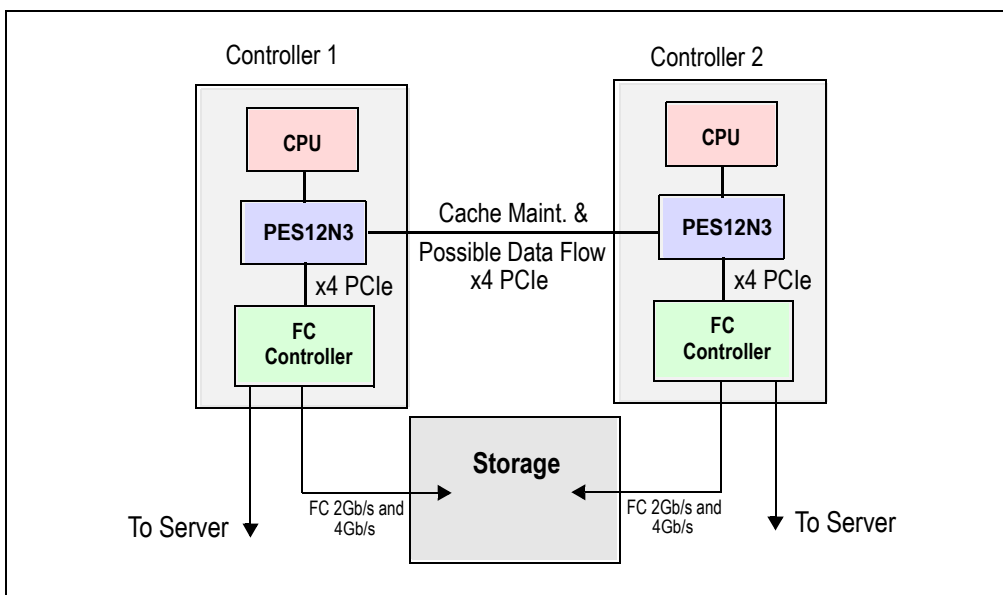 Controller 1
Controller 2
CPU
CPU
PES12N3
Cache Maint. &
Possible Data Flow
x4 PCIe
PES12N3
x4 PCIe
x4 PCIe
FC
Controller
FC
Controller
Storage
FC 2Gb/s and
4Gb/s
FC 2Gb/s and
4Gb/s
To Server
To Server